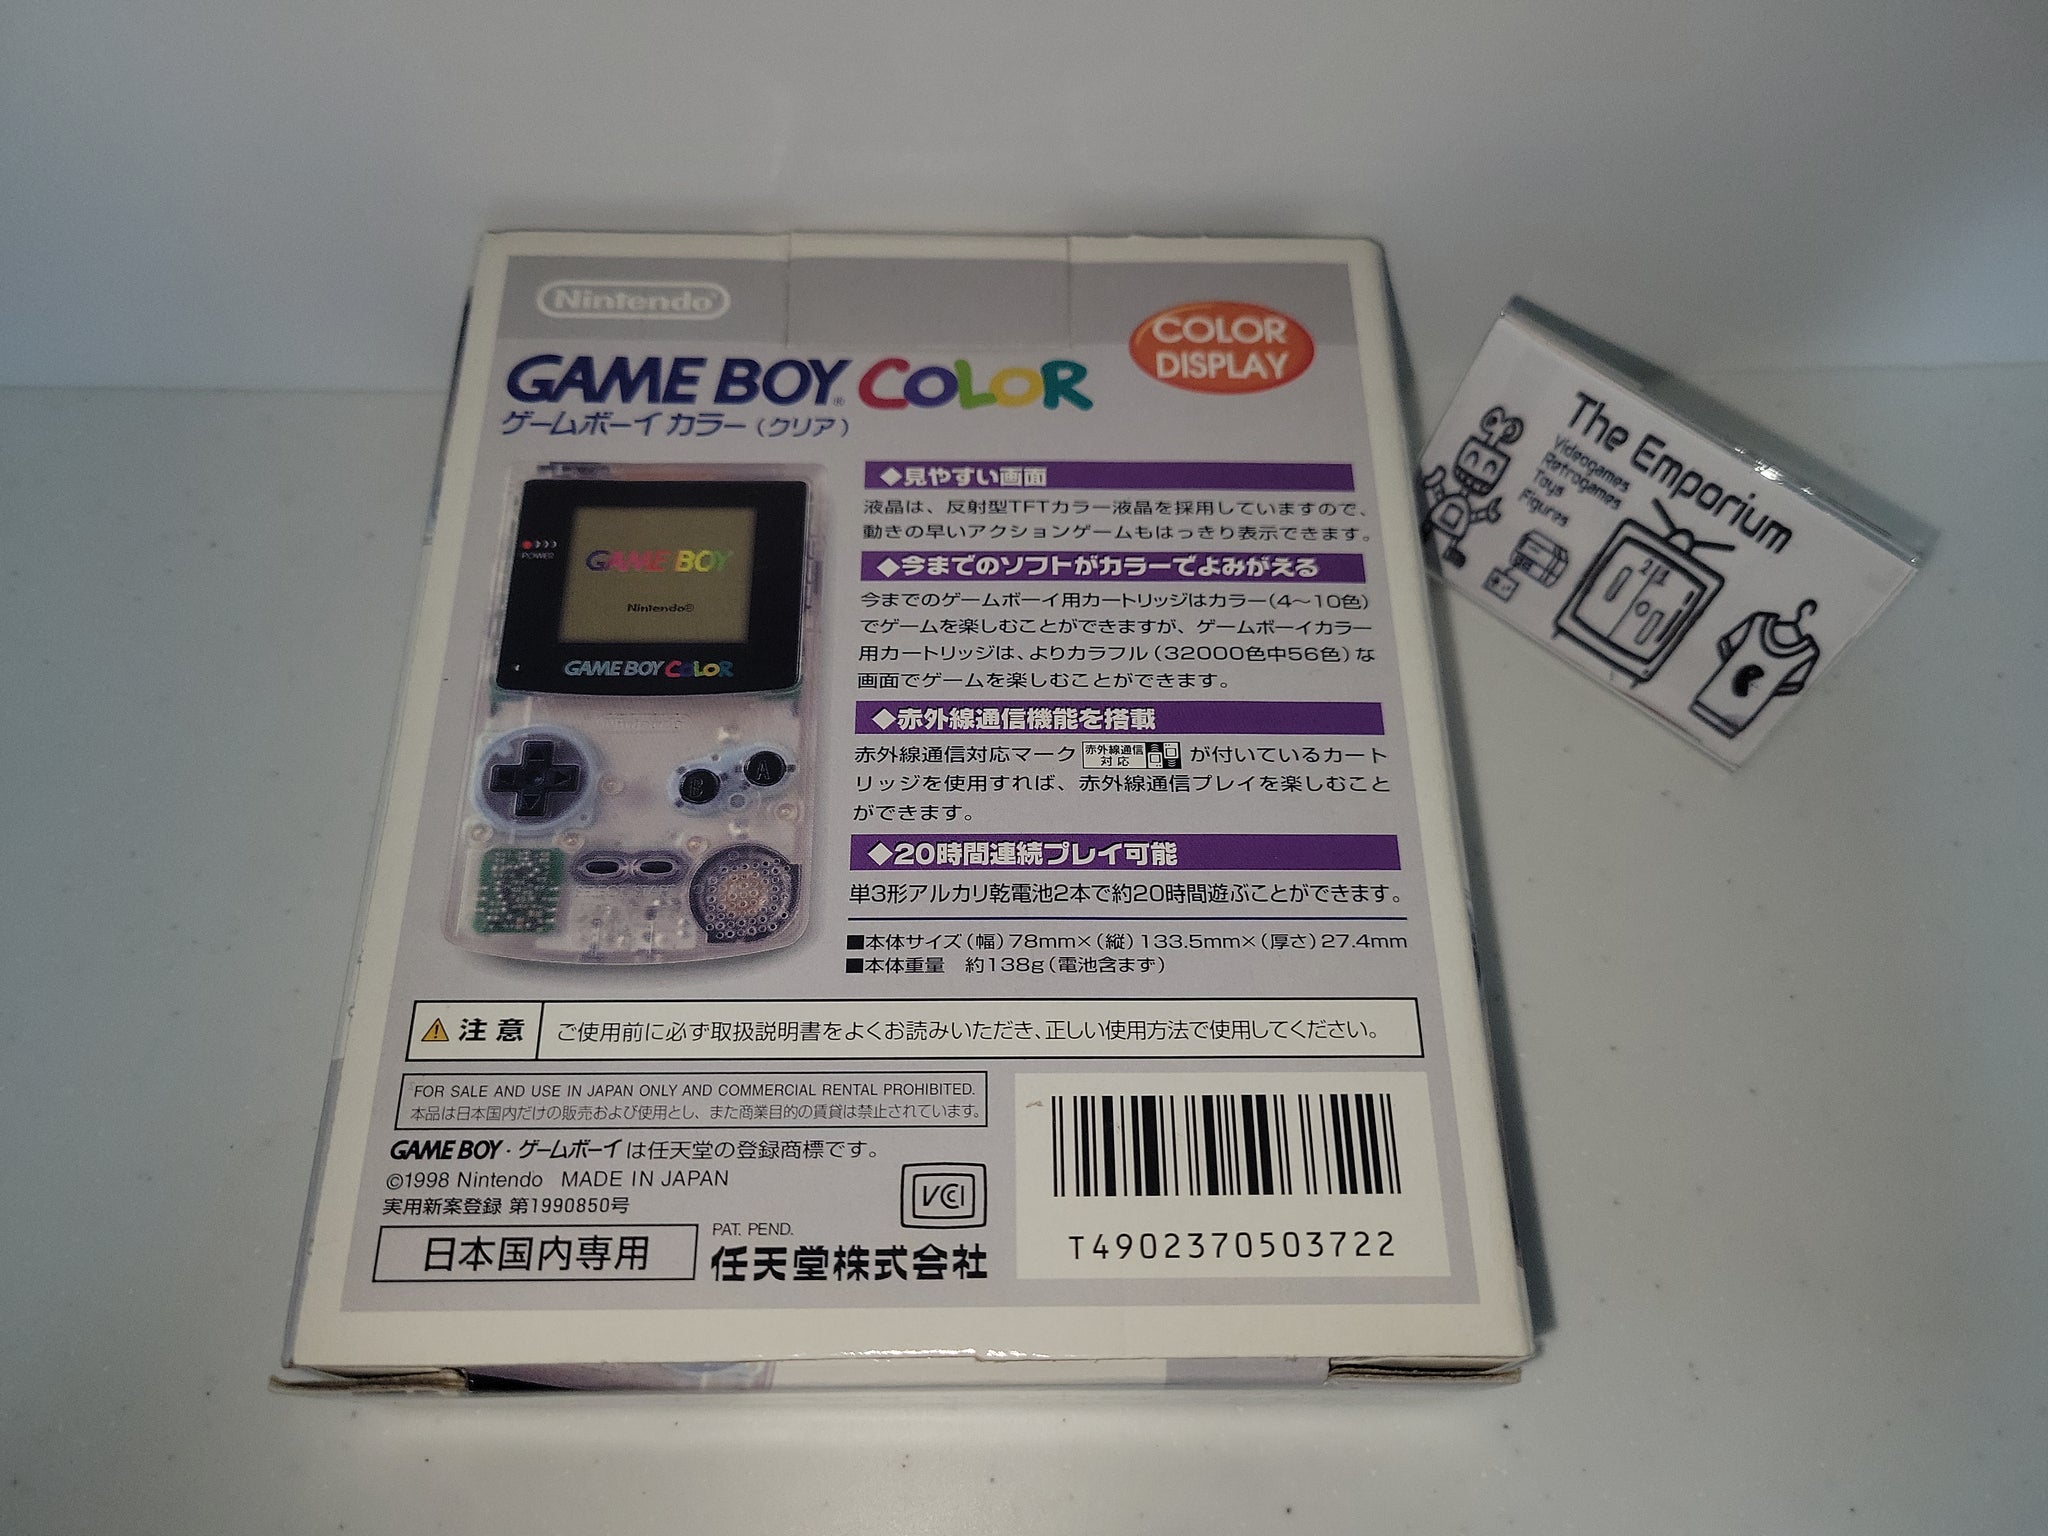 Nintendo
COLOR
DISPLAY
GAME BOY® COLOR
ゲームボーイ カラー(クリア)
POWER
GAME BOY
Nintendo®
GAME BOY COLOR
B
A
◆見やすい画面
液晶は、反射型TFTカラー液晶を採用していますので、
動きの早いアクションゲームもはっきり表示できます。
◆今までのソフトがカラーでよみがえる
今までのゲームボーイ用カートリッジはカラー(4〜10色)
でゲームを楽しむことができますが、ゲームボーイカラー
用カートリッジは、よりカラフル(32000色中56色)な
画面でゲームを楽しむことができます。
◆赤外線通信機能を搭載
赤外線通信対応マーク 赤外線通信対応 が付いているカート
リッジを使用すれば、赤外線通信プレイを楽しむこと
ができます。
◆20時間連続プレイ可能
単3形アルカリ乾電池2本で約20時間遊ぶことができます。
■本体サイズ(幅)78mm×(縦)133.5mm×(厚さ)27.4mm
■本体重量 約138g(電池含まず)
注意 ご使用前に必ず取扱説明書をよくお読みいただき、正しい使用方法で使用してください。
FOR SALE AND USE IN JAPAN ONLY AND COMMERCIAL RENTAL PROHIBITED.
本品は日本国内だけの販売および使用とし、また商業目的の賃貸は禁止されています。
GAME BOY・ゲームボーイは任天堂の登録商標です。
©1998 Nintendo MADE IN JAPAN
実用新案登録 第1990850号
VCI
日本国内専用
PAT. PEND.
任天堂株式会社
T4902370503722
The Emporium
Videogames
Retrogames
Toys
Figures